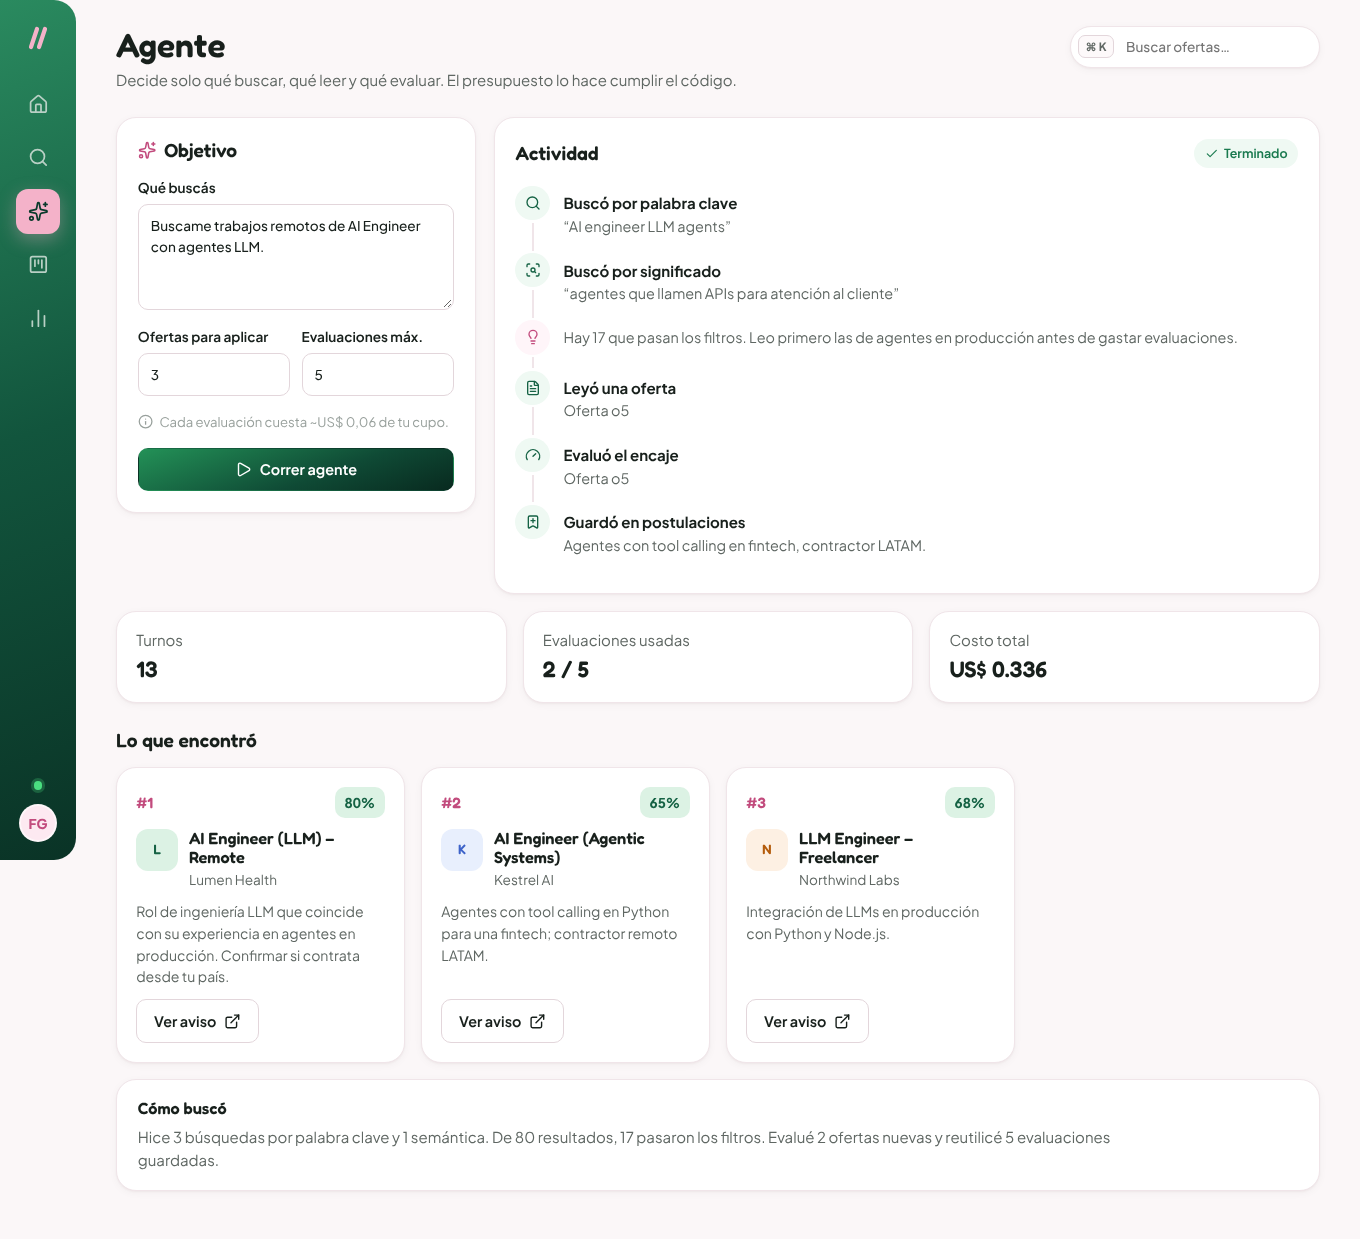 Agente
⌘ K Buscar ofertas...
Decide solo qué buscar, qué leer y qué evaluar. El presupuesto lo hace cumplir el código.
Objetivo
Qué buscás
Buscame trabajos remotos de AI Engineer
con agentes LLM.
Ofertas para aplicar
Evaluaciones máx.
3
5
Cada evaluación cuesta ~US$ 0,06 de tu cupo.
Correr agente
Actividad
Terminado
Buscó por palabra clave
“AI engineer LLM agents”
Buscó por significado
“agentes que llamen APIs para atención al cliente”
Hay 17 que pasan los filtros. Leo primero las de agentes en producción antes de gastar evaluaciones.
Leyó una oferta
Oferta o5
Evaluó el encaje
Oferta o5
Guardó en postulaciones
Agentes con tool calling en fintech, contractor LATAM.
Turnos
13
Evaluaciones usadas
2 / 5
Costo total
US$ 0.336
Lo que encontró
#1
80%
L
AI Engineer (LLM) –
Remote
Lumen Health
Rol de ingeniería LLM que coincide
con su experiencia en agentes en
producción. Confirmar si contrata
desde tu país.
Ver aviso
#2
65%
K
AI Engineer (Agentic
Systems)
Kestrel AI
Agentes con tool calling en Python
para una fintech; contractor remoto
LATAM.
Ver aviso
#3
68%
N
LLM Engineer –
Freelancer
Northwind Labs
Integración de LLMs en producción
con Python y Node.js.
Ver aviso
FG
Cómo buscó
Hice 3 búsquedas por palabra clave y 1 semántica. De 80 resultados, 17 pasaron los filtros. Evalué 2 ofertas nuevas y reutilicé 5 evaluaciones
guardadas.